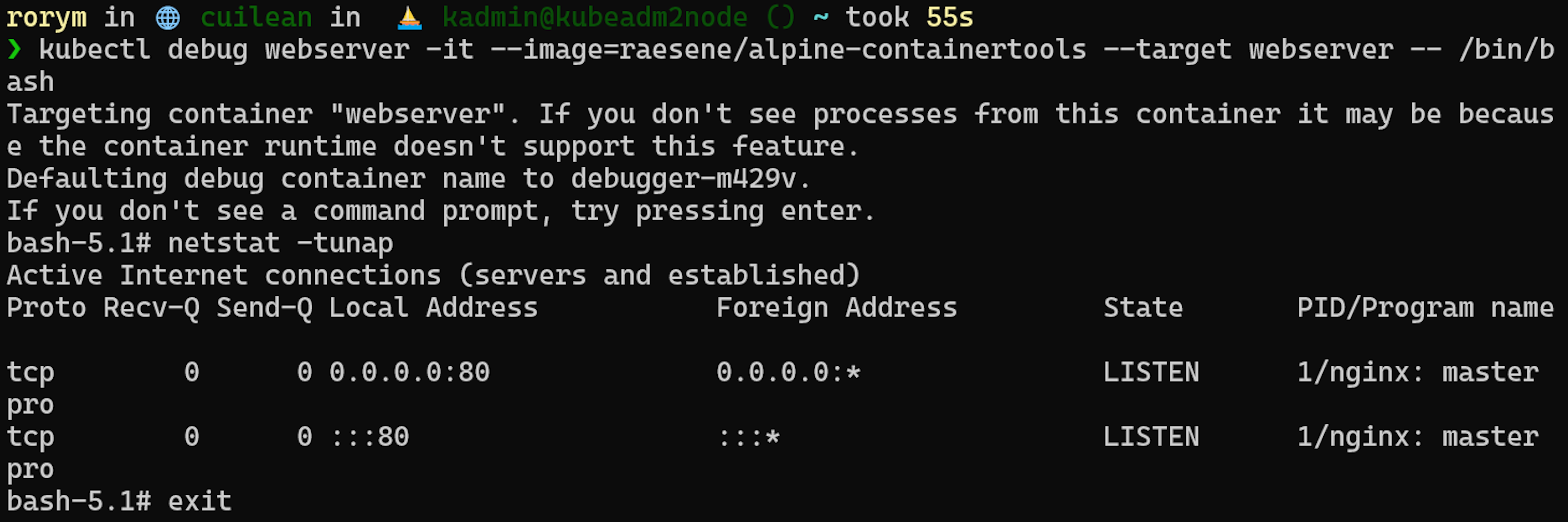 rorym in 🌐 cuilean in ⛵ kadmin@kubeadm2node () ~ took 55s
❯ kubectl debug webserver -it --image=raesene/alpine-containertools --target webserver -- /bin/b
ash
Targeting container "webserver". If you don't see processes from this container it may be becaus
e the container runtime doesn't support this feature.
Defaulting debug container name to debugger-m429v.
If you don't see a command prompt, try pressing enter.
bash-5.1# netstat -tunap
Active Internet connections (servers and established)
Proto Recv-Q Send-Q Local Address           Foreign Address         State       PID/Program name
tcp        0      0 0.0.0.0:80              0.0.0.0:*               LISTEN      1/nginx: master
pro
tcp        0      0 :::80                   :::*                    LISTEN      1/nginx: master
pro
bash-5.1# exit